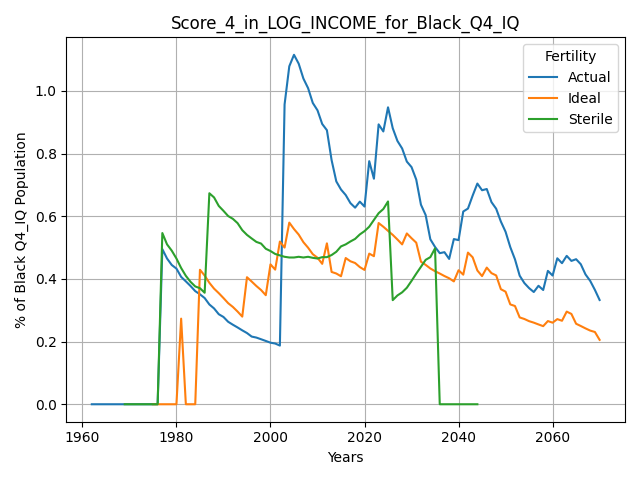 Score_4_in_LOG_INCOME_for_Black_Q4_IQ
Fertility
Actual
Ideal
Sterile
% of Black Q4_IQ Population
1.0
0.8
0.6
0.4
0.2
0.0
1960
1980
2000
2020
2040
2060
Years